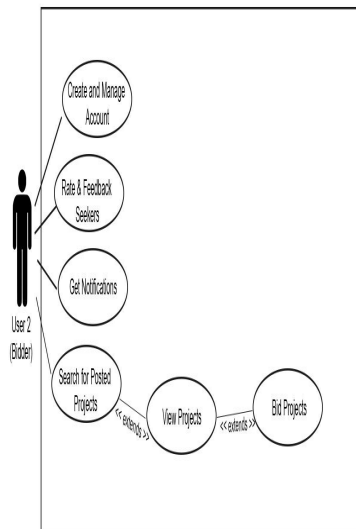 Create and Manage
Account
Rate & Feedback
Seekers
Get Notifications
User 2
(Bidder)
Search for Posted
Projects
<< extends >>
View Projects
<< extends >>
Bid Projects